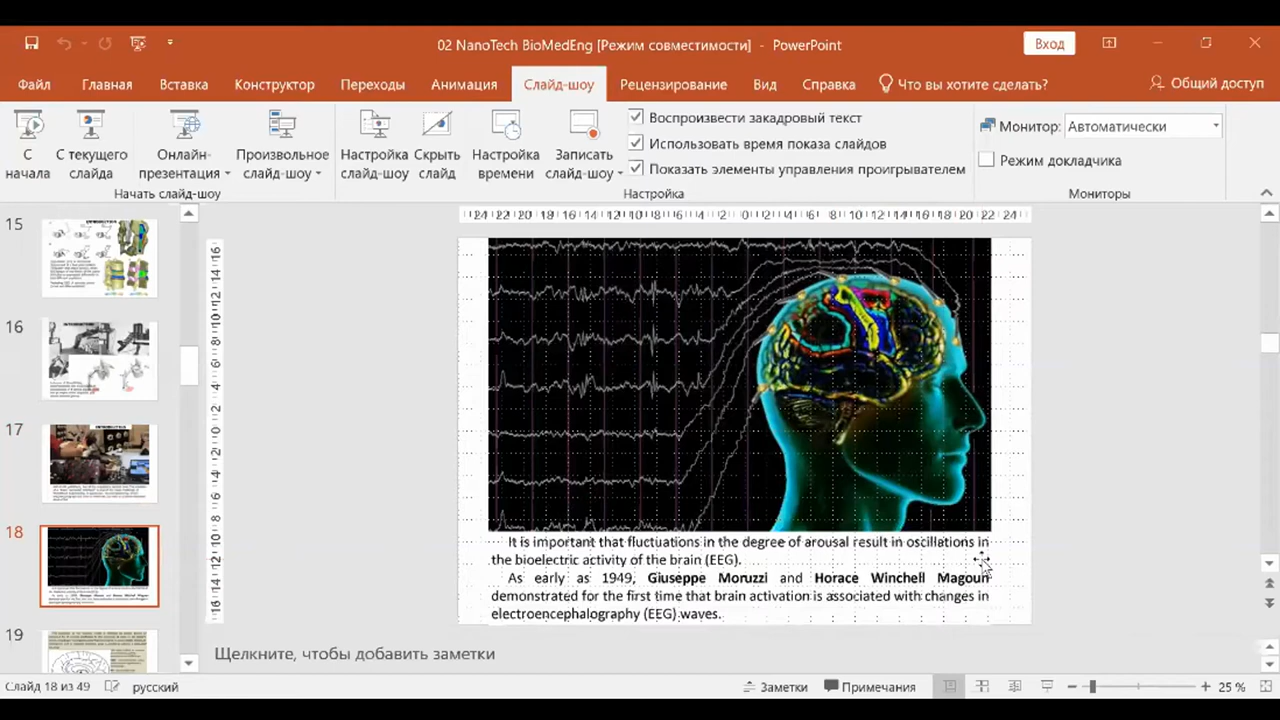 02 NanoTech BioMedEng [Режим совместимости] - PowerPoint
Вход
Файл Главная Вставка Конструктор Переходы Анимация Слайд-шоу Рецензирование Вид Справка Что вы хотите сделать? Общий доступ
С начала
С текущего слайда
Онлайн-презентация
Произвольное слайд-шоу
Начать слайд-шоу
Настройка слайд-шоу
Скрыть слайд
Настройка времени
Записать слайд-шоу
Воспроизвести закадровый текст
Использовать время показа слайдов
Показать элементы управления проигрывателем
Настройка
Монитор: Автоматически
Режим докладчика
Мониторы
15
16
17
18
19
It is important that fluctuations in the degree of arousal result in oscillations in
the bioelectric activity of the brain (EEG).
As early as 1949, Giuseppe Moruzzi and Horace Winchell Magoun
demonstrated for the first time that brain activation is associated with changes in
electroencephalography (EEG) waves.
Щелкните, чтобы добавить заметки
Слайд 18 из 49 русский Заметки Примечания 25 %